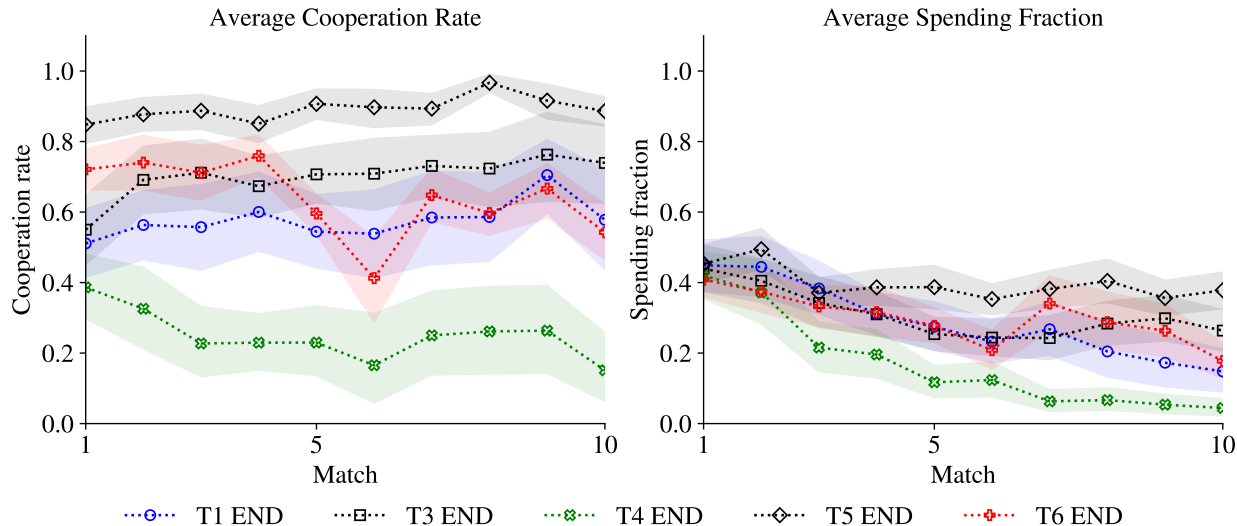 Average Cooperation Rate
Average Spending Fraction
Cooperation rate
1.0
0.8
0.6
0.4
0.2
0.0
1
5
10
Match
Spending fraction
1.0
0.8
0.6
0.4
0.2
0.0
1
5
10
Match
T1 END T3 END T4 END T5 END T6 END